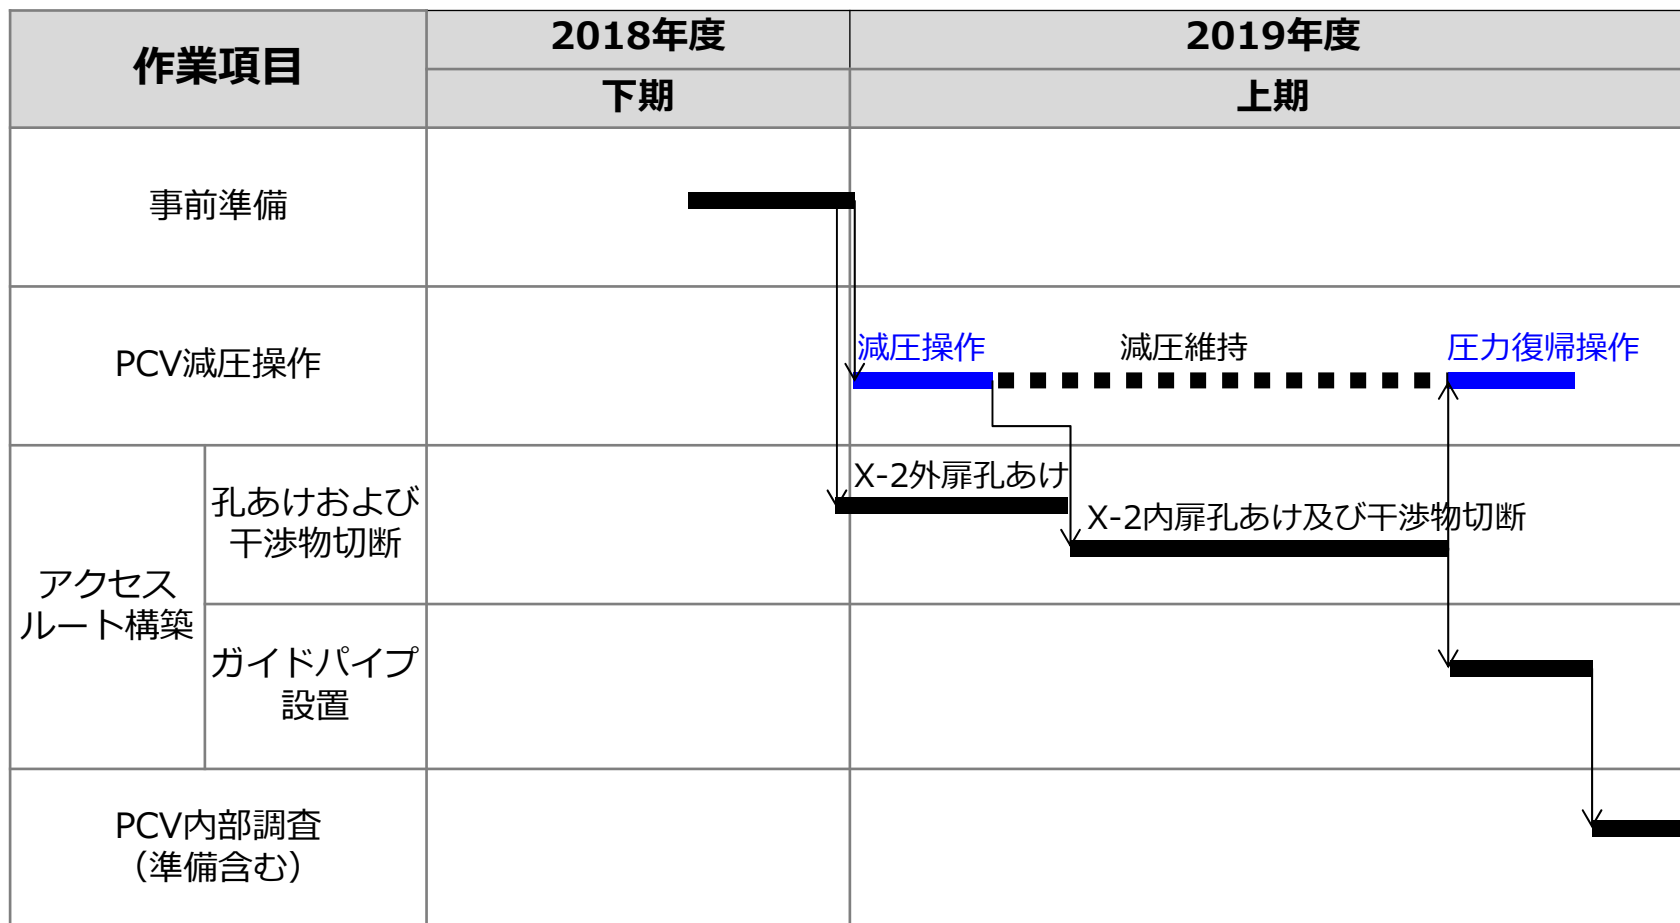 作業項目
2018年度
2019年度
下期
上期
事前準備
PCV減圧操作
減圧操作
減圧維持
圧力復帰操作
アクセス
ルート構築
孔あけおよび
干渉物切断
X-2外扉孔あけ
X-2内扉孔あけ及び干渉物切断
ガイドパイプ
設置
PCV内部調査
（準備含む）